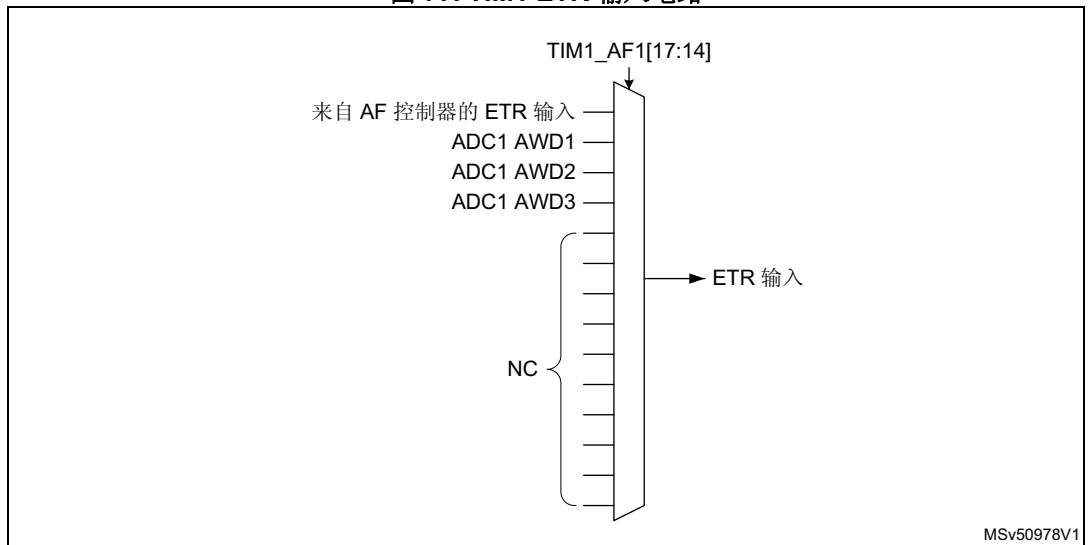 TIM1_AF1[17:14]
来自 AF 控制器的 ETR 输入
ADC1 AWD1
ADC1 AWD2
ADC1 AWD3
ETR 输入
NC
MSv50978V1